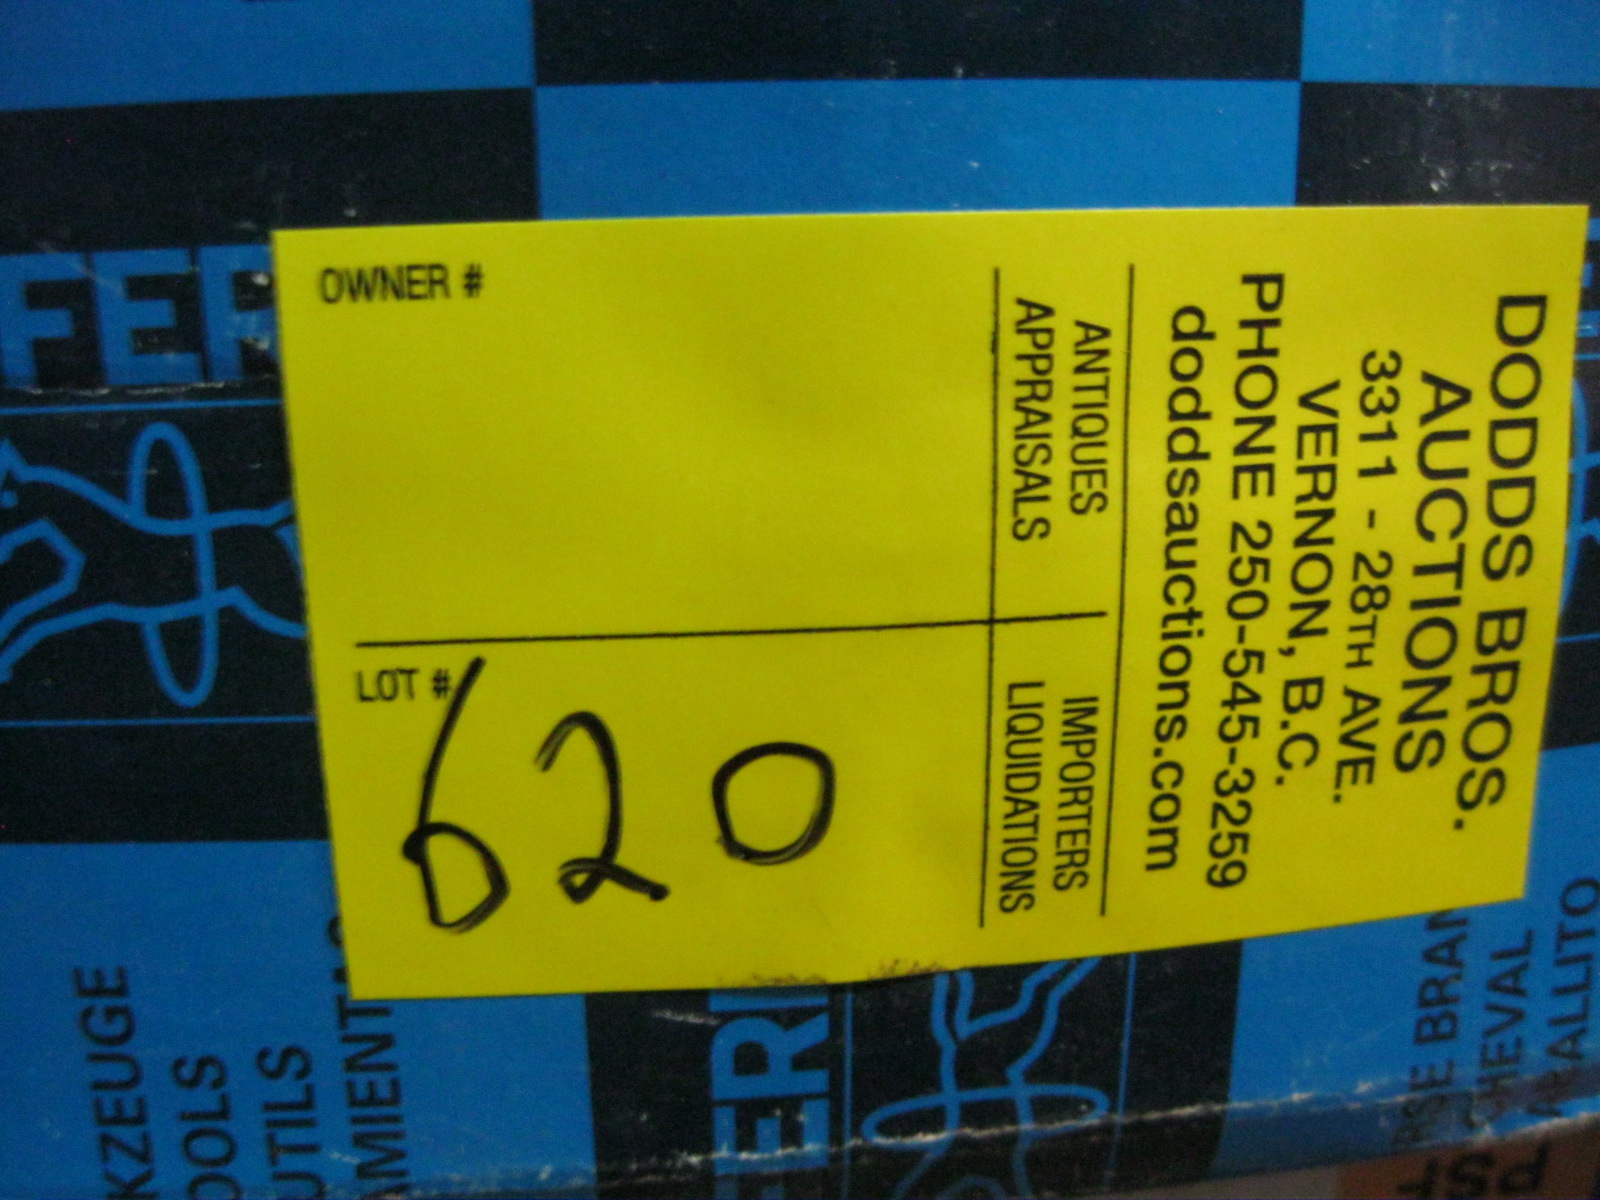 DODDS BROS.
AUCTIONS
3311 - 28TH AVE.
VERNON, B.C.
PHONE 250-545-3259
doddsauctions.com
ANTIQUES
APPRAISALS
IMPORTERS
LIQUIDATIONS
OWNER #
LOT #
620
CHEVAL